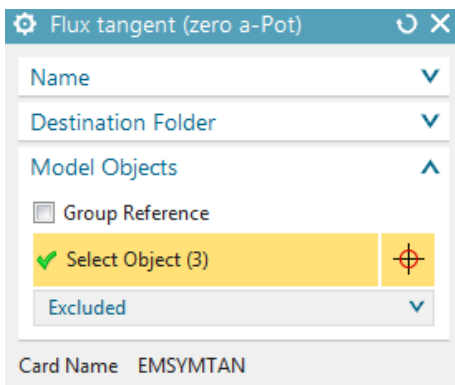 Flux tangent (zero a-Pot)
Name
Destination Folder
Model Objects
Group Reference
Select Object (3)
Excluded
Card Name EMSYMTAN